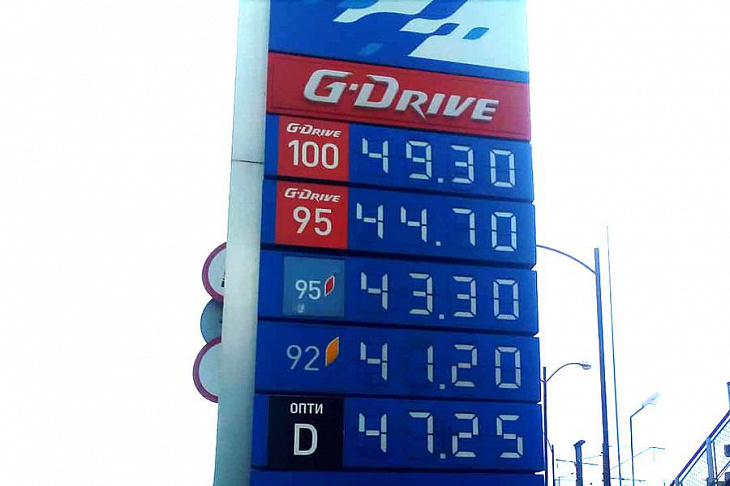 G-DRIVE
G-DRIVE
100 49.30
G-DRIVE
95 44.70
95 43.30
92 41.20
ОПТИ
D 47.25